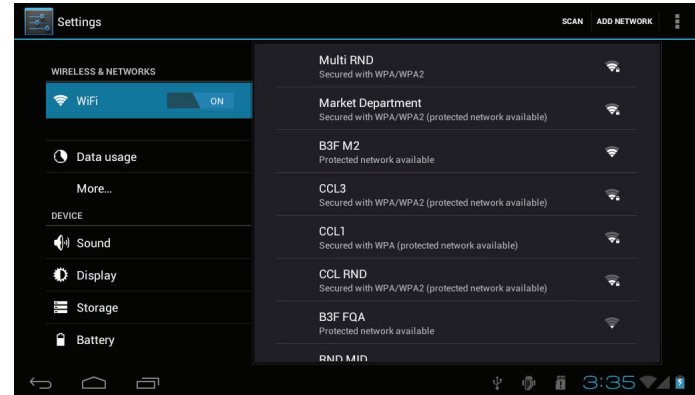 Settings
SCAN
ADD NETWORK
WIRELESS & NETWORKS
WiFi
ON
Data usage
More...
DEVICE
Sound
Display
Storage
Battery
Multi RND
Secured with WPA/WPA2
Market Department
Secured with WPA/WPA2 (protected network available)
B3F M2
Protected network available
CCL3
Secured with WPA/WPA2 (protected network available)
CCL1
Secured with WPA (protected network available)
CCL RND
Secured with WPA/WPA2 (protected network available)
B3F FQA
Protected network available
RND MID
3:35